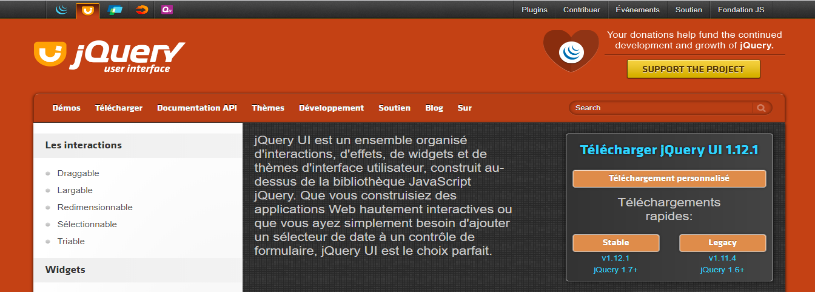 Plugins Contribuer Événements Soutien Fondation JS
jQuery
user interface
Your donations help fund the continued
development and growth of jQuery.
SUPPORT THE PROJECT
Démos Télécharger Documentation API Thèmes Développement Soutien Blog Sur
Search
Les interactions
Draggable
Largable
Redimensionnable
Sélectionnable
Triable
Widgets
jQuery UI est un ensemble organisé
d'interactions, d'effets, de widgets et de
thèmes d'interface utilisateur, construit au-
dessus de la bibliothèque JavaScript
jQuery. Que vous construisiez des
applications Web hautement interactives ou
que vous ayez simplement besoin d'ajouter
un sélecteur de date à un contrôle de
formulaire, jQuery UI est le choix parfait.
Télécharger jQuery UI 1.12.1
Téléchargement personnalisé
Téléchargements
rapides:
Stable Legacy
v1.12.1 v1.11.4
jQuery 1.7+ jQuery 1.6+